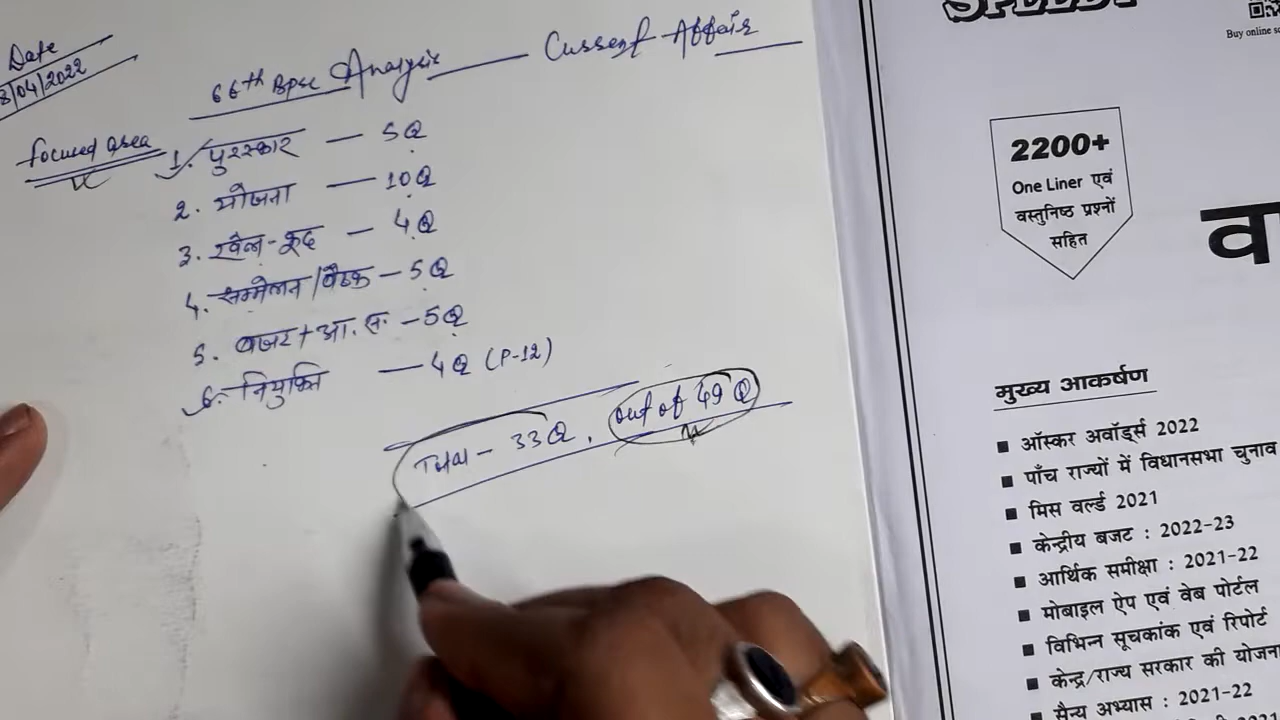 Date
/04/2022
66th Bpsc Analysis — Current Affair
focused area
1. पुरस्कार — 5Q
2. योजना — 10Q
3. खेल-कूद — 4Q
4. सम्मेलन/बैठक — 5Q
5. बजट + आ. स. — 5Q
6. नियुक्ति — 4Q (P-12)
Total - 33Q, out of 49 Q
SPEEDY
Buy online
2200+
One Liner एवं
वस्तुनिष्ठ प्रश्नों
सहित
मुख्य आकर्षण
■ ऑस्कर अवॉर्ड्स 2022
■ पाँच राज्यों में विधानसभा चुनाव
■ मिस वर्ल्ड 2021
■ केन्द्रीय बजट : 2022-23
■ आर्थिक समीक्षा : 2021-22
■ मोबाइल ऐप एवं वेब पोर्टल
■ विभिन्न सूचकांक एवं रिपोर्ट
■ केन्द्र/राज्य सरकार की योजना
■ सैन्य अभ्यास : 2021-22